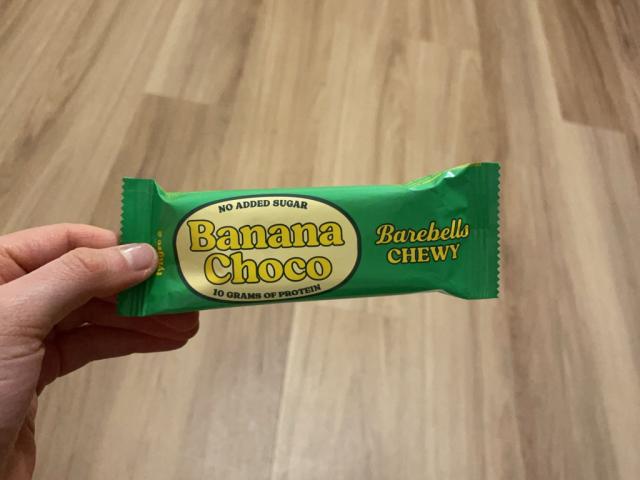 NO ADDED SUGAR
Banana
Choco
10 GRAMS OF PROTEIN
Barebells
CHEWY